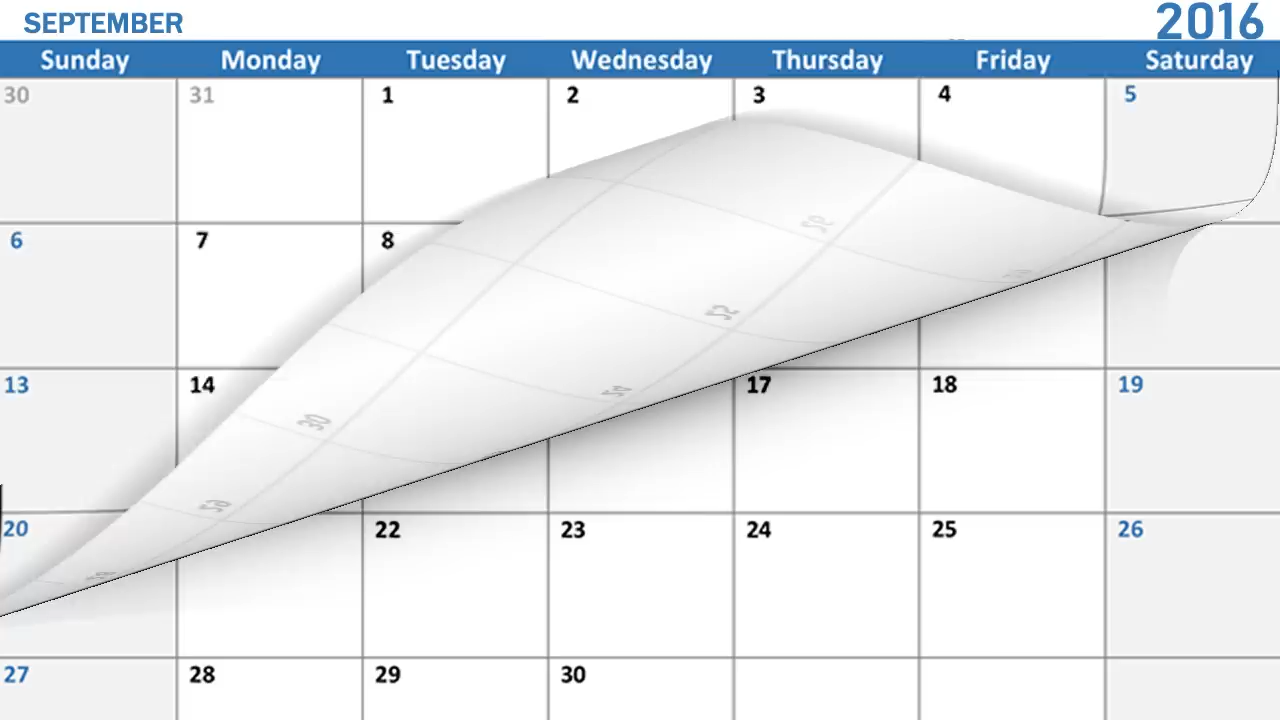 SEPTEMBER 2016
Sunday Monday Tuesday Wednesday Thursday Friday Saturday
30 31 1 2 3 4 5
6 7 8
13 14 17 18 19
20 22 23 24 25 26
27 28 29 30
30